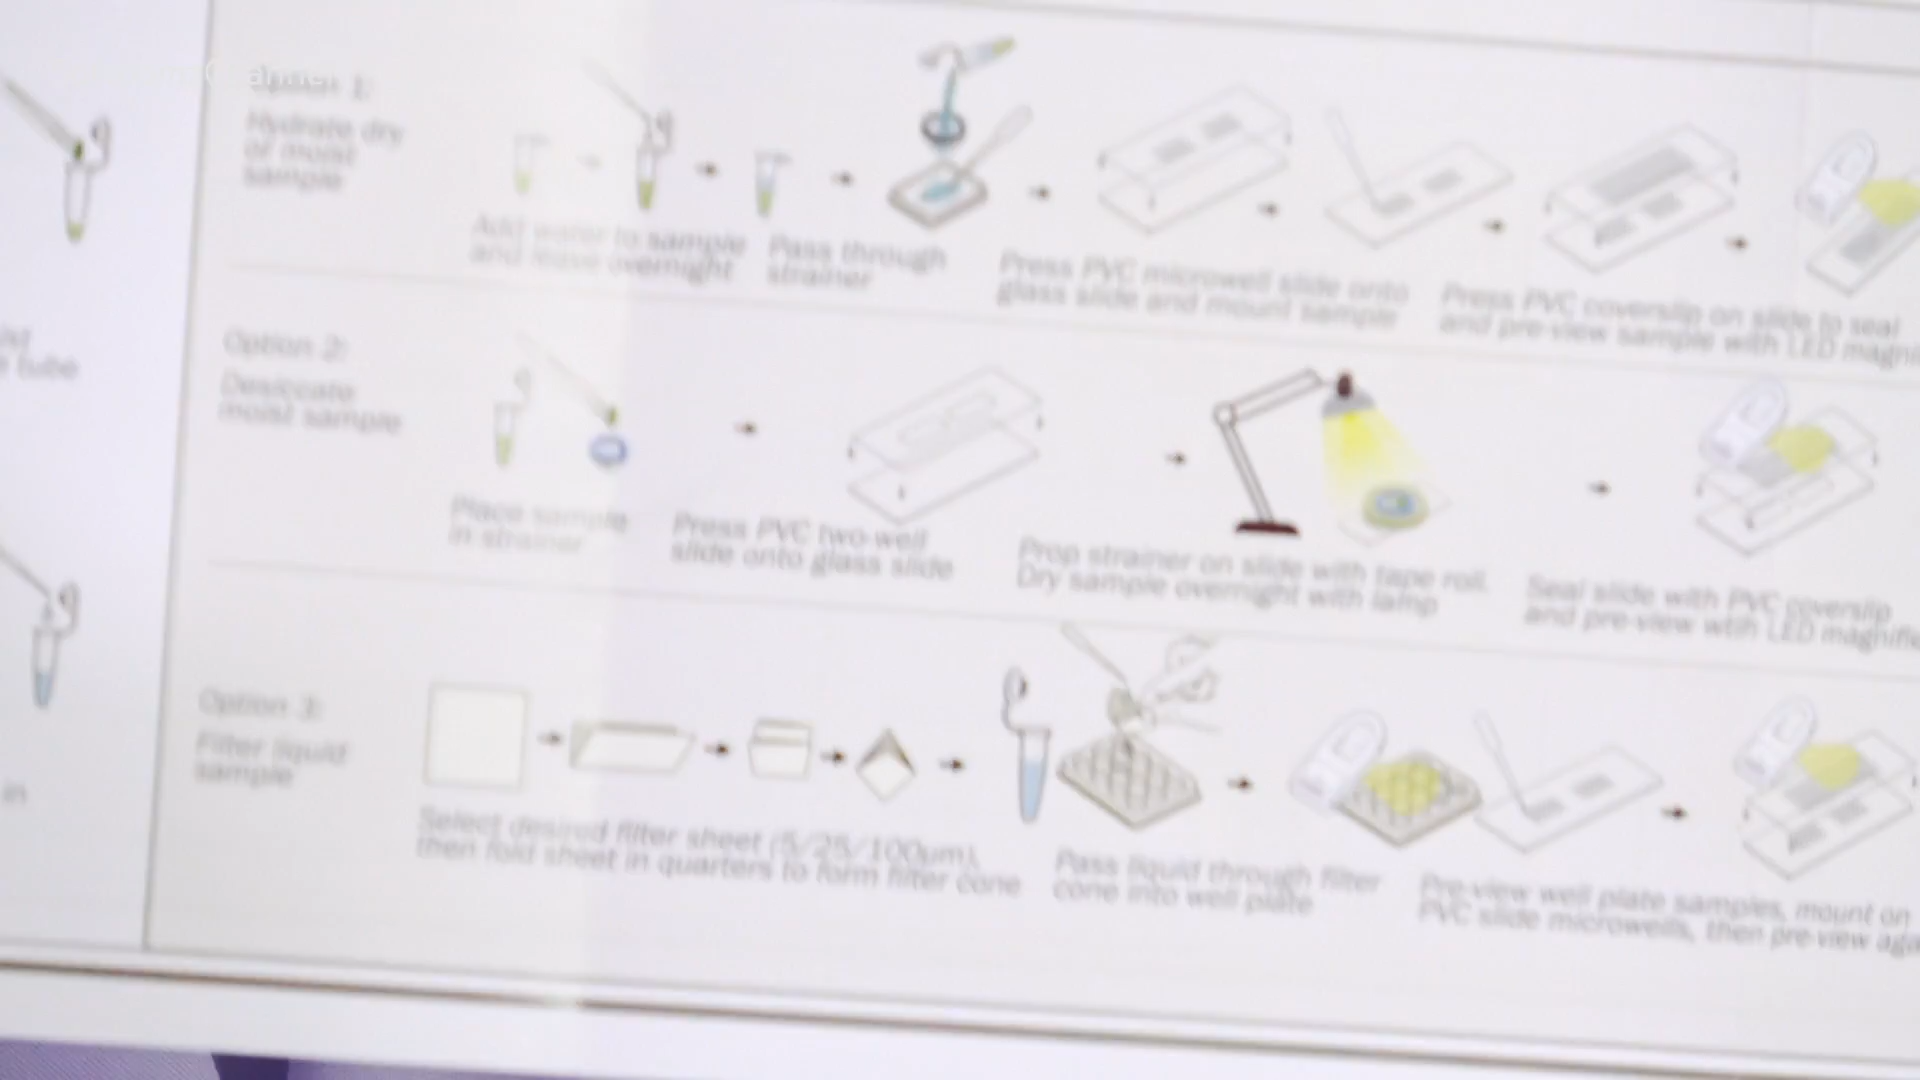 Option 1:
Hydrate dry
or moist
sample
Add water to sample
and leave overnight
Pass through
strainer
Press PVC microwell slide onto
glass slide and mount sample
Press PVC coverslip on slide to seal
and pre-view sample with LED magni
tube
Option 2:
Desiccate
moist sample
Place sample
in strainer
Press PVC two-well
slide onto glass slide
Prop strainer on slide with tape roll.
Dry sample overnight with lamp
Seal slide with PVC coverslip
and pre-view wtih LED magnifie
Option 3:
Filter liquid
sample
in
Select desired filter sheet (5/25/100µm),
then fold sheet in quarters to form filter cone
Pass liquid through filter
cone into well plate
Pre-view well plate samples, mount on
PVC slide microwells, then pre-view aga